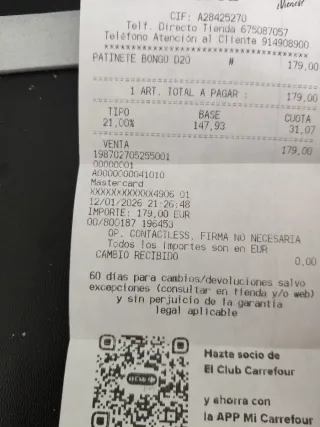 CIF: A28425270
Telf. Directo Tienda 675087057
Teléfono Atención al Cliente 914908900
PATINETE BONGO D20 # 179,00
1 ART. TOTAL A PAGAR : 179,00
TIPO BASE CUOTA
21,00% 147,93 31,07
VENTA 179,00
198702705255001
00000001
A0000000041010
Mastercard
XXXXXXXXXXXX4906 01
12/01/2026 21:26:48
IMPORTE: 179,00 EUR
00/800187 196453
OP. CONTACTLESS, FIRMA NO NECESARIA
Todos los importes son en EUR
CAMBIO RECIBIDO 0,00
60 días para cambios/devoluciones salvo
excepciones (consultar en tienda y/o web)
y sin perjuicio de la garantía
legal aplicable
Hazte socio de
El Club Carrefour
y ahorra con
la APP Mi Carrefour